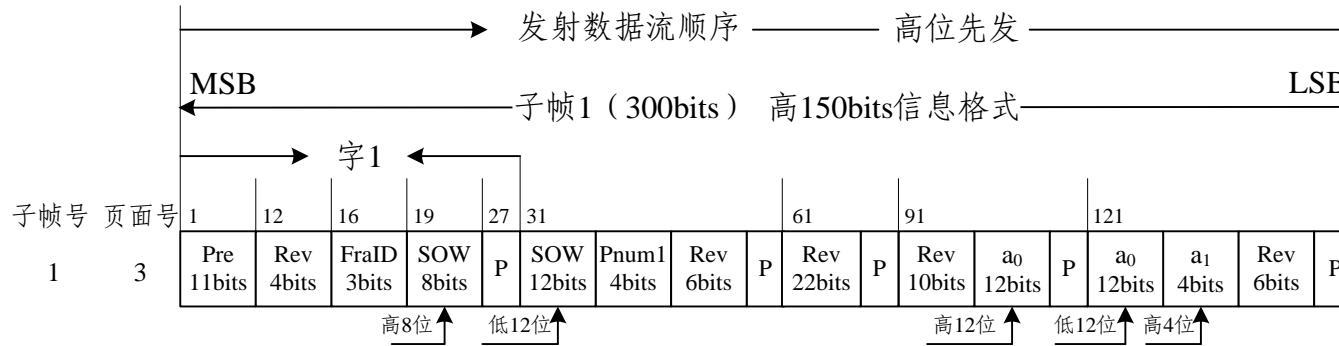 发射数据流顺序 高位先发
MSB LSB
子帧1（300bits） 高150bits信息格式
字1
子帧号 页面号 1 12 16 19 27 31 61 91 121
Pre Rev FraID SOW P SOW Pnum1 Rev P Rev P Rev a₀ P a₀ a₁ Rev P
1 3 11bits 4bits 3bits 8bits 12bits 4bits 6bits 22bits 10bits 12bits 12bits 4bits 6bits
高8位 低12位 高12位 低12位 高4位